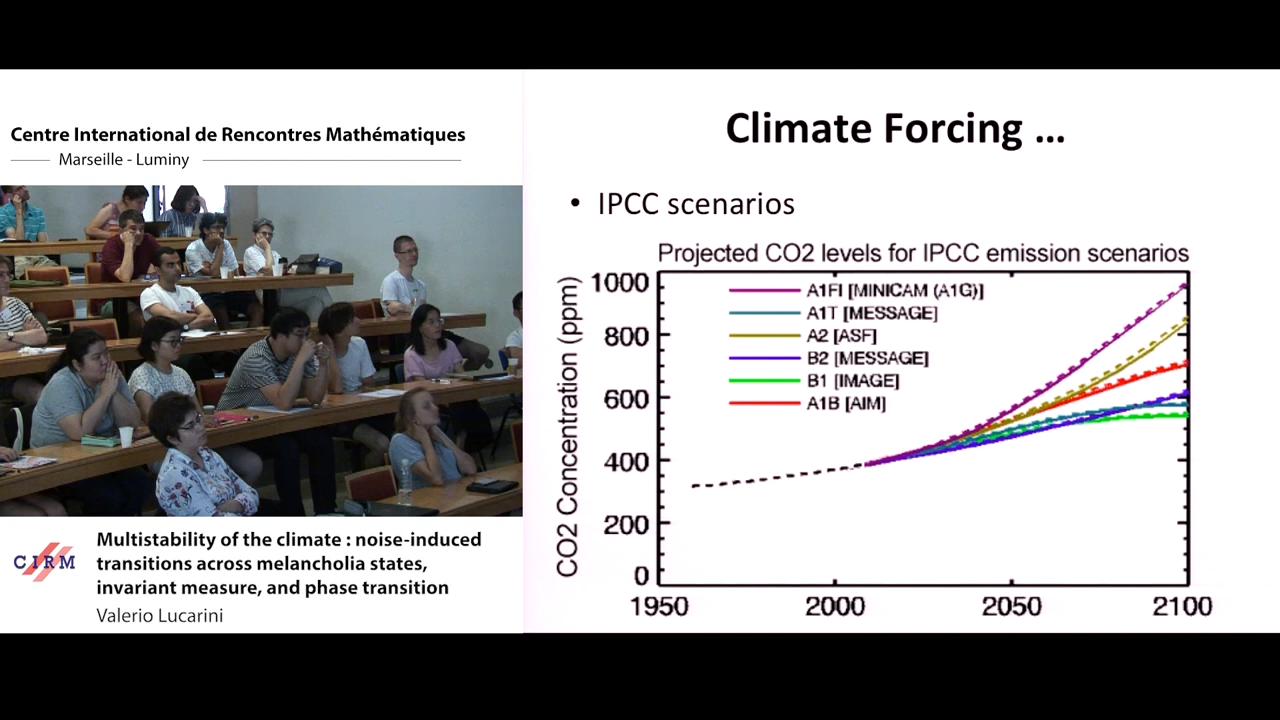 Centre International de Rencontres Mathématiques
Marseille - Luminy
CIRM
Multistability of the climate : noise-induced
transitions across melancholia states,
invariant measure, and phase transition
Valerio Lucarini
Climate Forcing ...
• IPCC scenarios
Projected CO2 levels for IPCC emission scenarios
CO2 Concentration (ppm)
1000
800
600
400
200
0
A1FI [MINICAM (A1G)]
A1T [MESSAGE]
A2 [ASF]
B2 [MESSAGE]
B1 [IMAGE]
A1B [AIM]
1950 2000 2050 2100